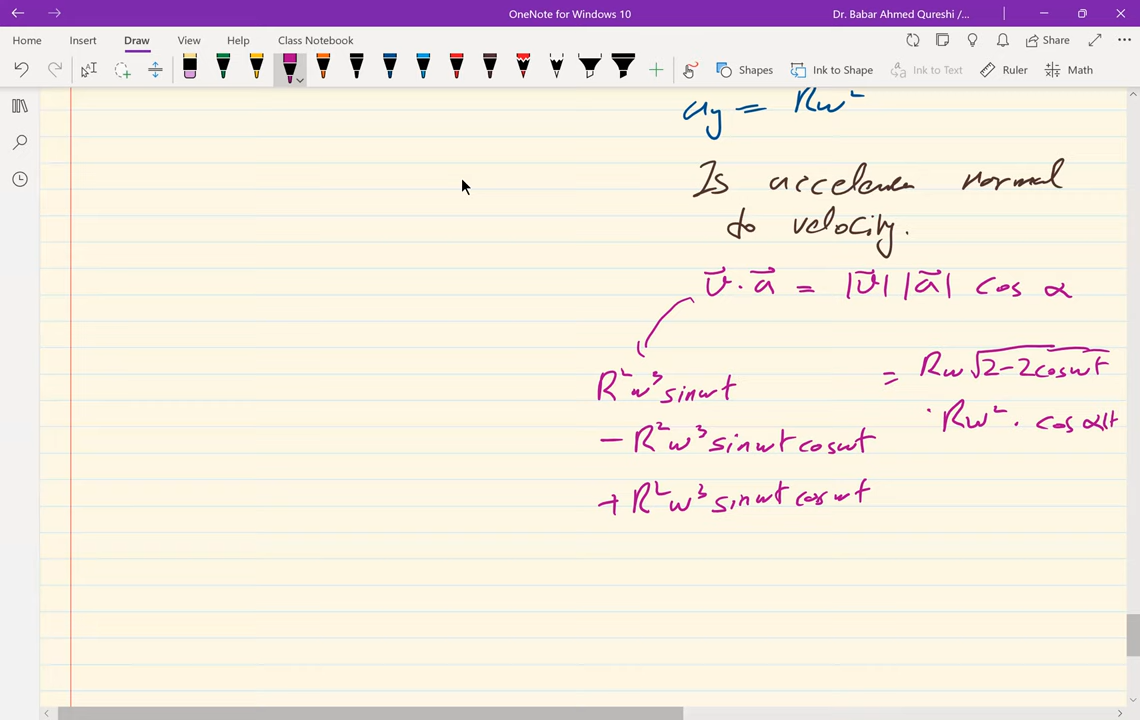 OneNote for Windows 10
Dr. Babar Ahmed Qureshi /...
Home Insert Draw View Help Class Notebook
Share
Shapes Ink to Shape Ink to Text Ruler Math
ay = Rω²
Is acceleration normal
to velocity.
v⃗ · a⃗ = |v⃗| |a⃗| cos α
R²ω³ sinωt
= Rω√2-2cosωt
- R²ω³ sinωt cosωt
· Rω² · cos α(t
+ R²ω³ sinωt cosωt